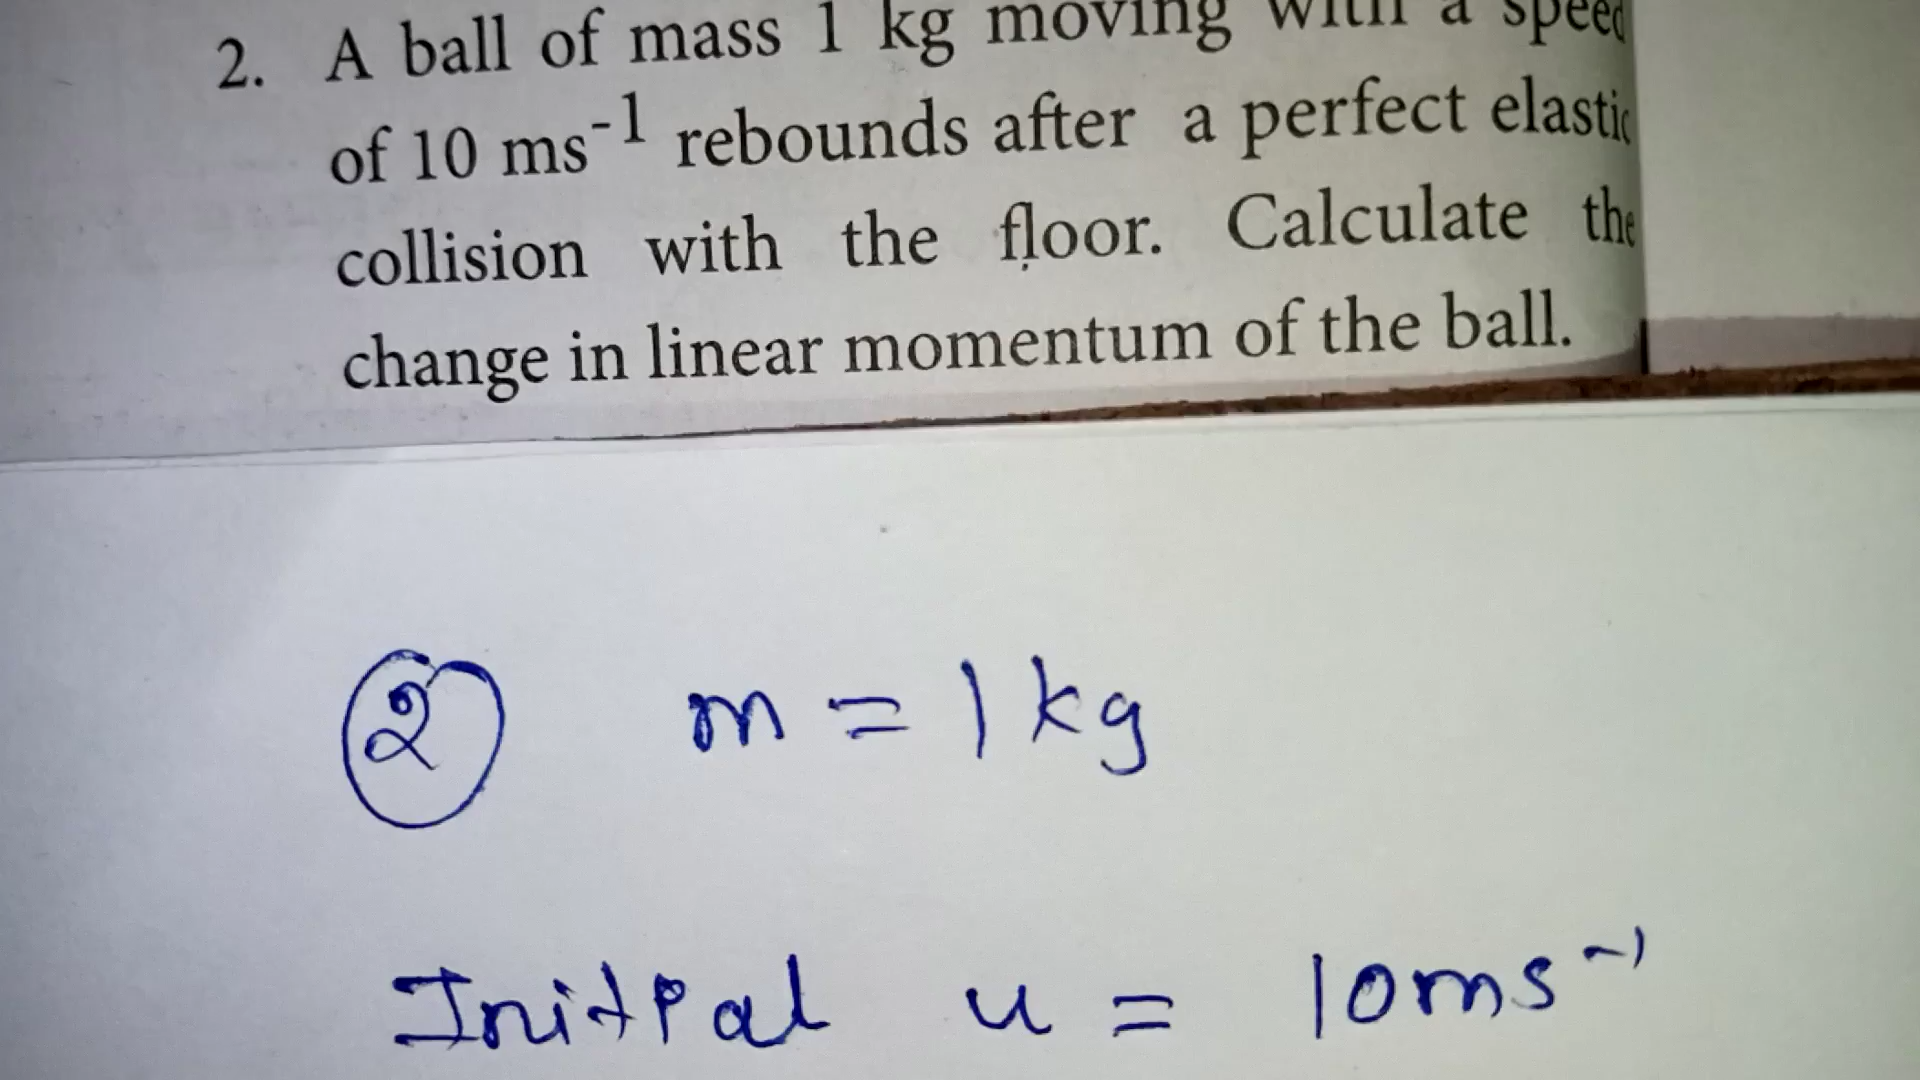 2. A ball of mass 1 kg moving with a speed
of 10 ms⁻¹ rebounds after a perfect elastic
collision with the floor. Calculate the
change in linear momentum of the ball.
② m = 1 kg
Initial u = 10ms⁻¹